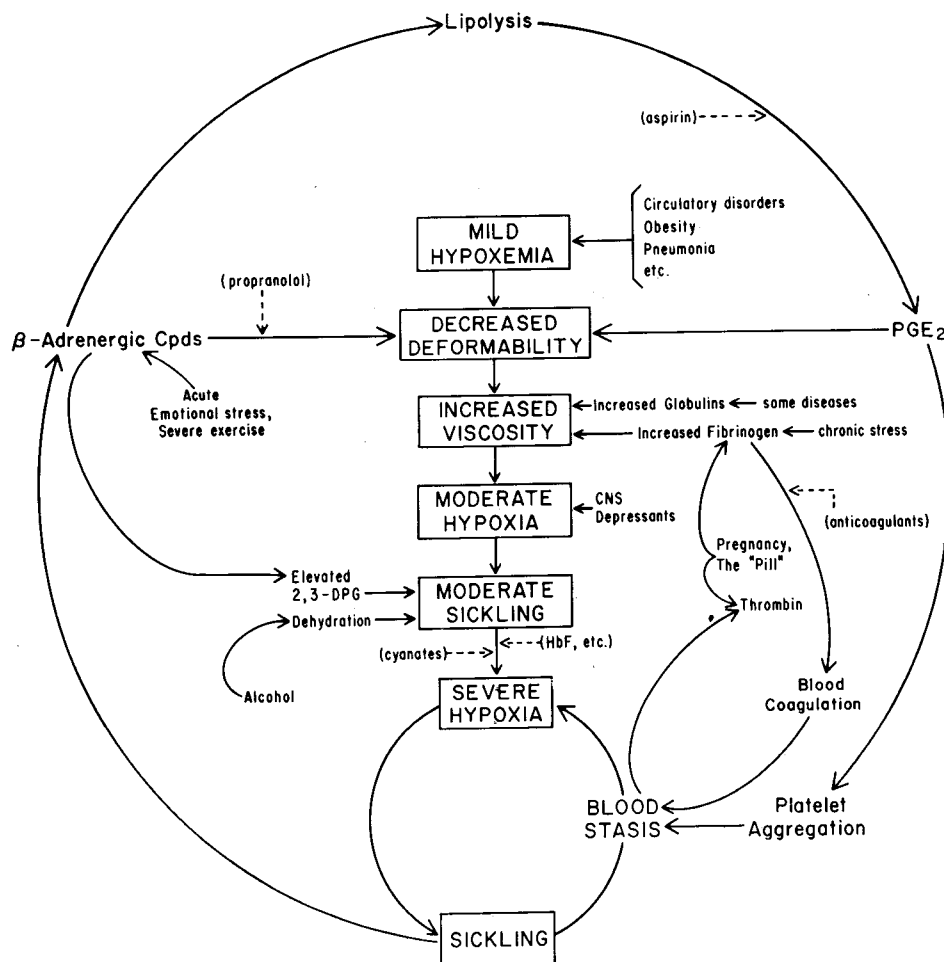 Lipolysis
(aspirin)
Circulatory disorders
Obesity
Pneumonia
etc.
MILD
HYPOXEMIA
(propranolol)
β-Adrenergic Cpds
DECREASED
DEFORMABILITY
PGE₂
Acute
Emotional stress,
Severe exercise
INCREASED
VISCOSITY
Increased Globulins
some diseases
Increased Fibrinogen
chronic stress
MODERATE
HYPOXIA
CNS
Depressants
(anticoagulants)
Pregnancy,
The "Pill"
Elevated
2,3-DPG
MODERATE
SICKLING
Thrombin
Dehydration
(cyanates)
(HbF, etc.)
Alcohol
SEVERE
HYPOXIA
Blood
Coagulation
BLOOD
STASIS
Platelet
Aggregation
SICKLING